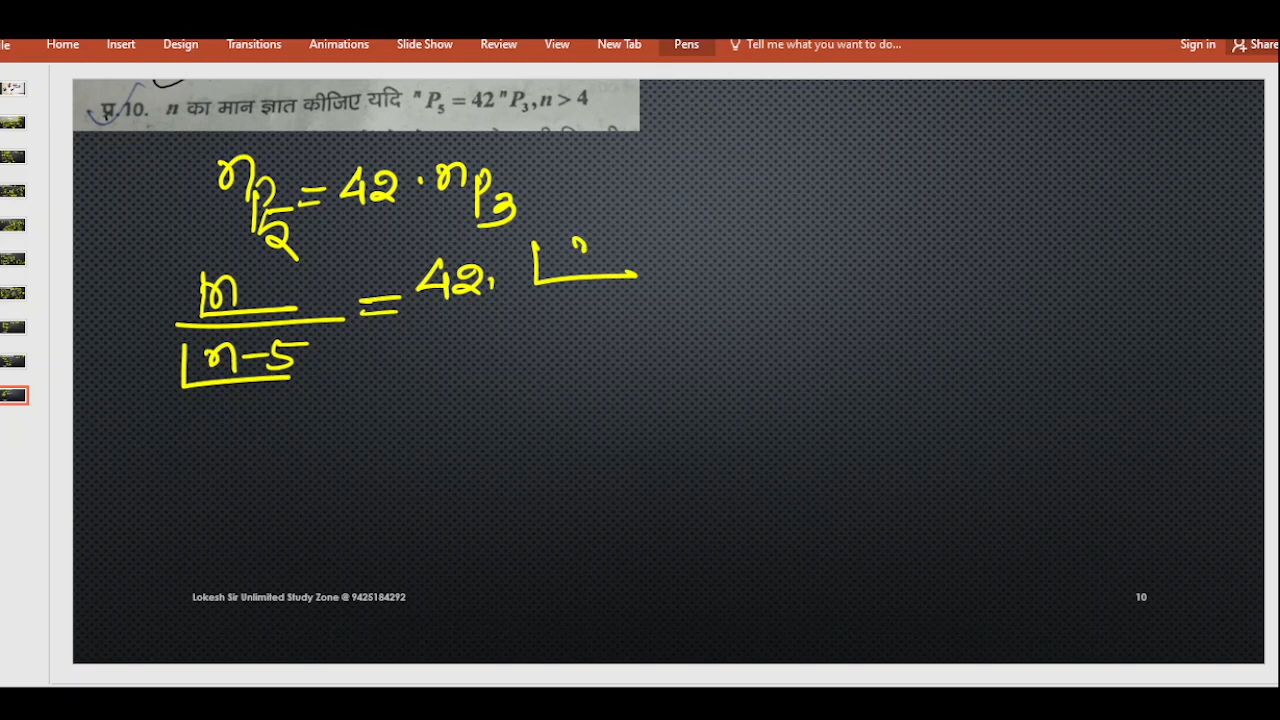 le Home Insert Design Transitions Animations Slide Show Review View New Tab Pens Tell me what you want to do... Sign in Share
प्र.10. n का मान ज्ञात कीजिए यदि ⁿP₅ = 42 ⁿP₃, n > 4
nP5 = 42 · nP3
n = 42.
n-5
Lokesh Sir Unlimited Study Zone @ 9425184292 10